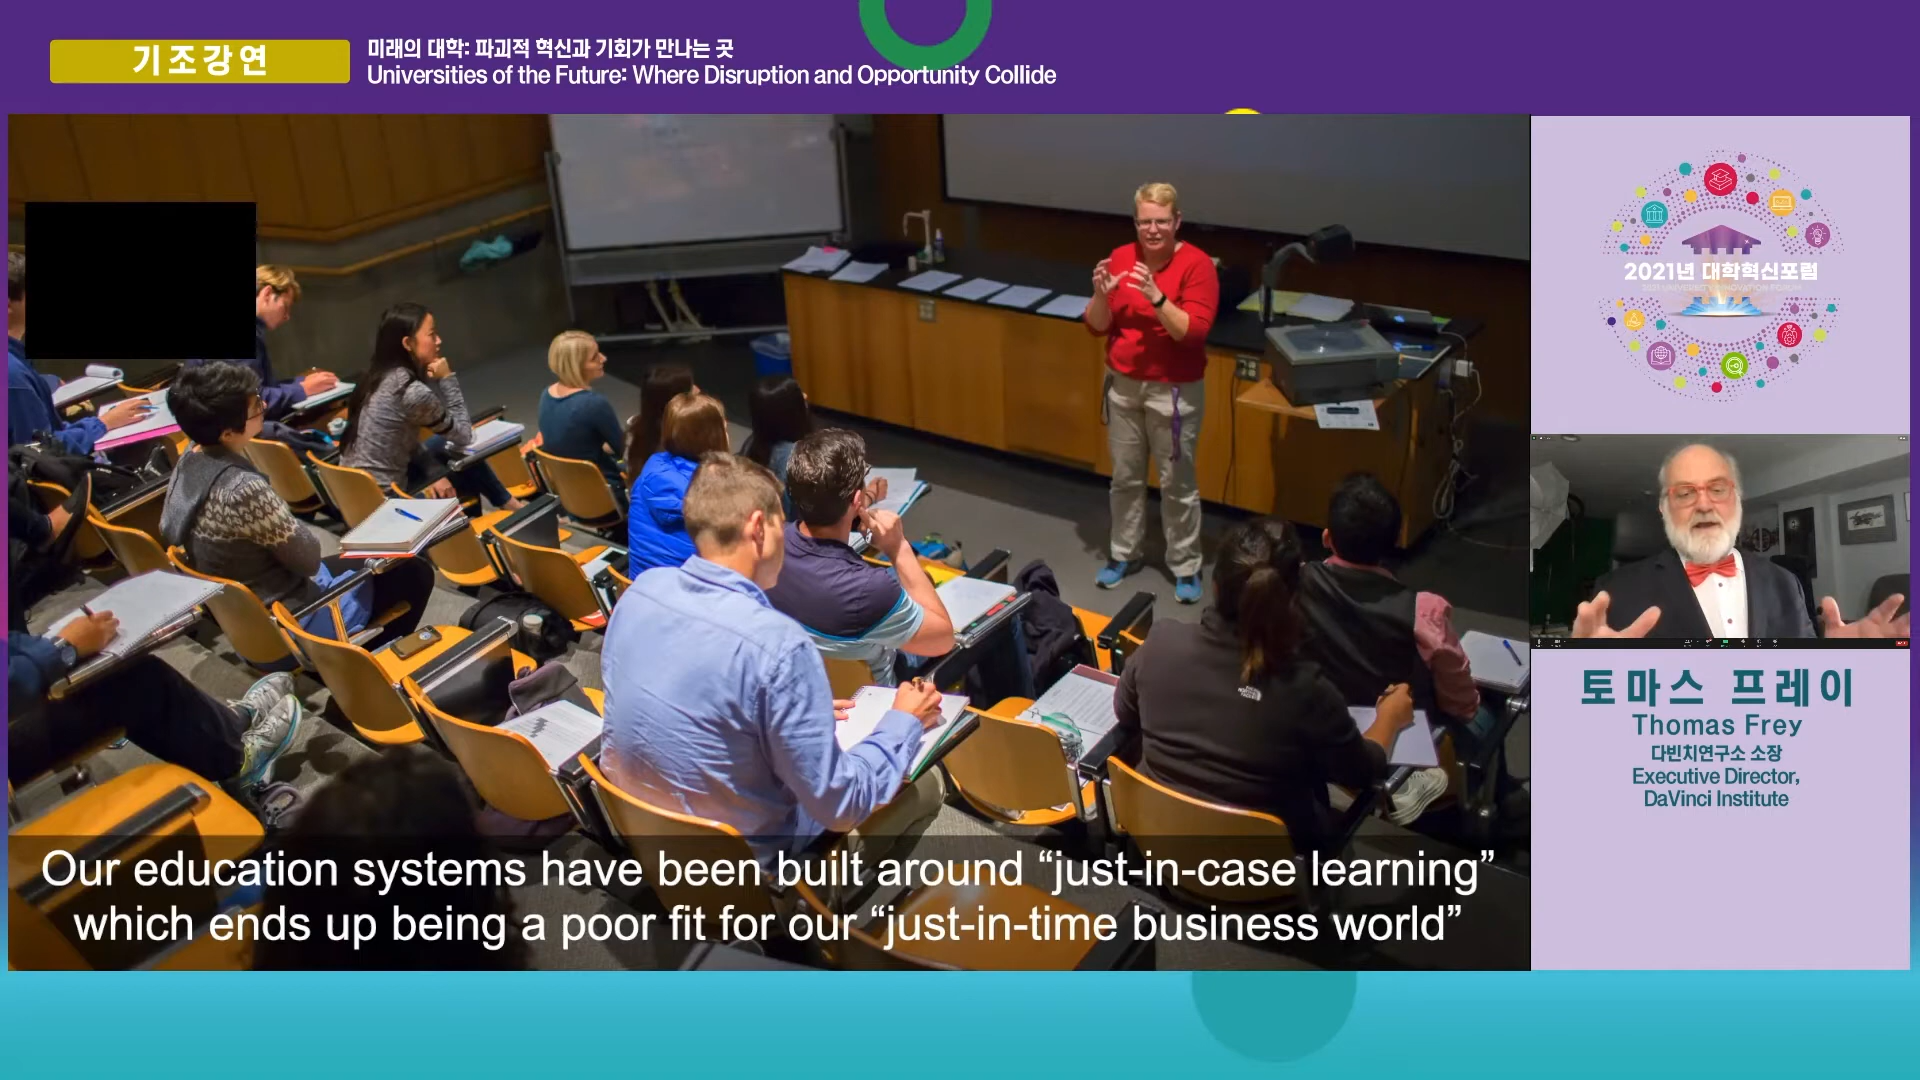 기조강연
미래의 대학: 파괴적 혁신과 기회가 만나는 곳
Universities of the Future: Where Disruption and Opportunity Collide
2021년 대학혁신포럼
2021 UNIVERSITY INNOVATION FORUM
토마스 프레이
Thomas Frey
다빈치연구소 소장
Executive Director,
DaVinci Institute
Our education systems have been built around “just-in-case learning”
which ends up being a poor fit for our “just-in-time business world”